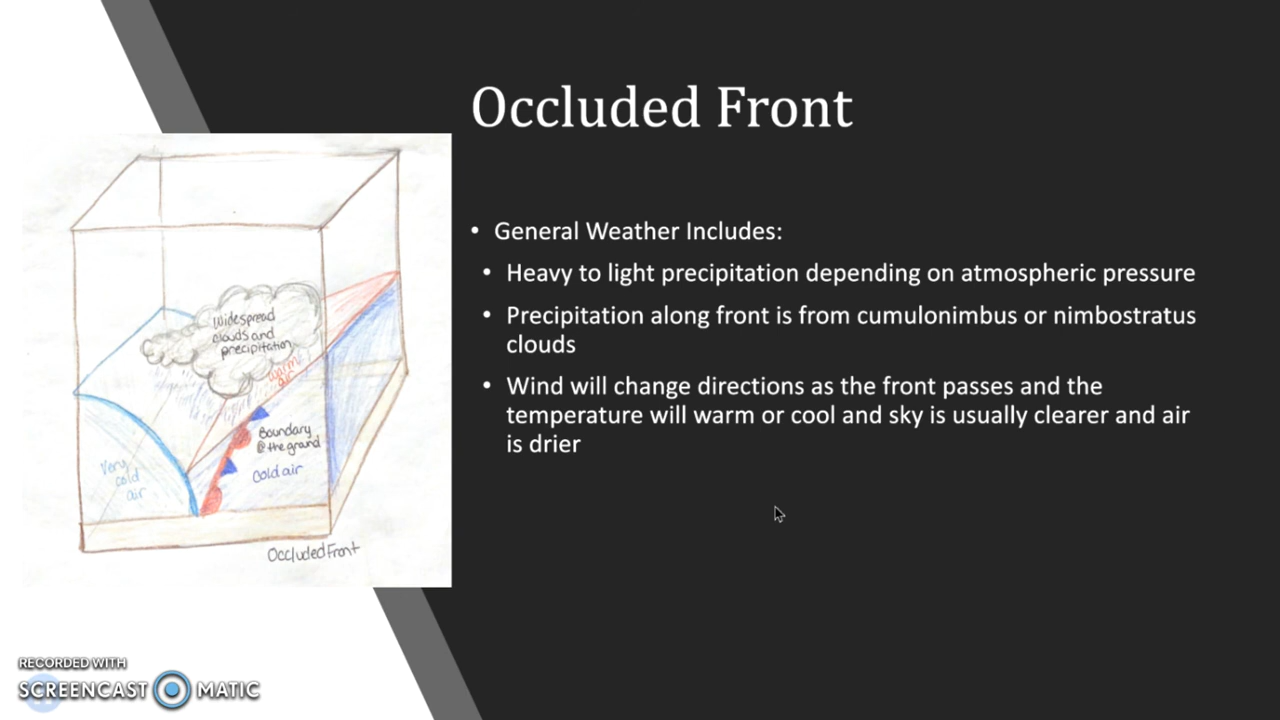 Occluded Front
• General Weather Includes:
• Heavy to light precipitation depending on atmospheric pressure
• Precipitation along front is from cumulonimbus or nimbostratus
clouds
• Wind will change directions as the front passes and the
temperature will warm or cool and sky is usually clearer and air
is drier
Widespread
clouds and
precipitation
warm
air
Boundary
@ the ground
Cold air
Very
cold
air
Occluded Front
RECORDED WITH
SCREENCAST MATIC